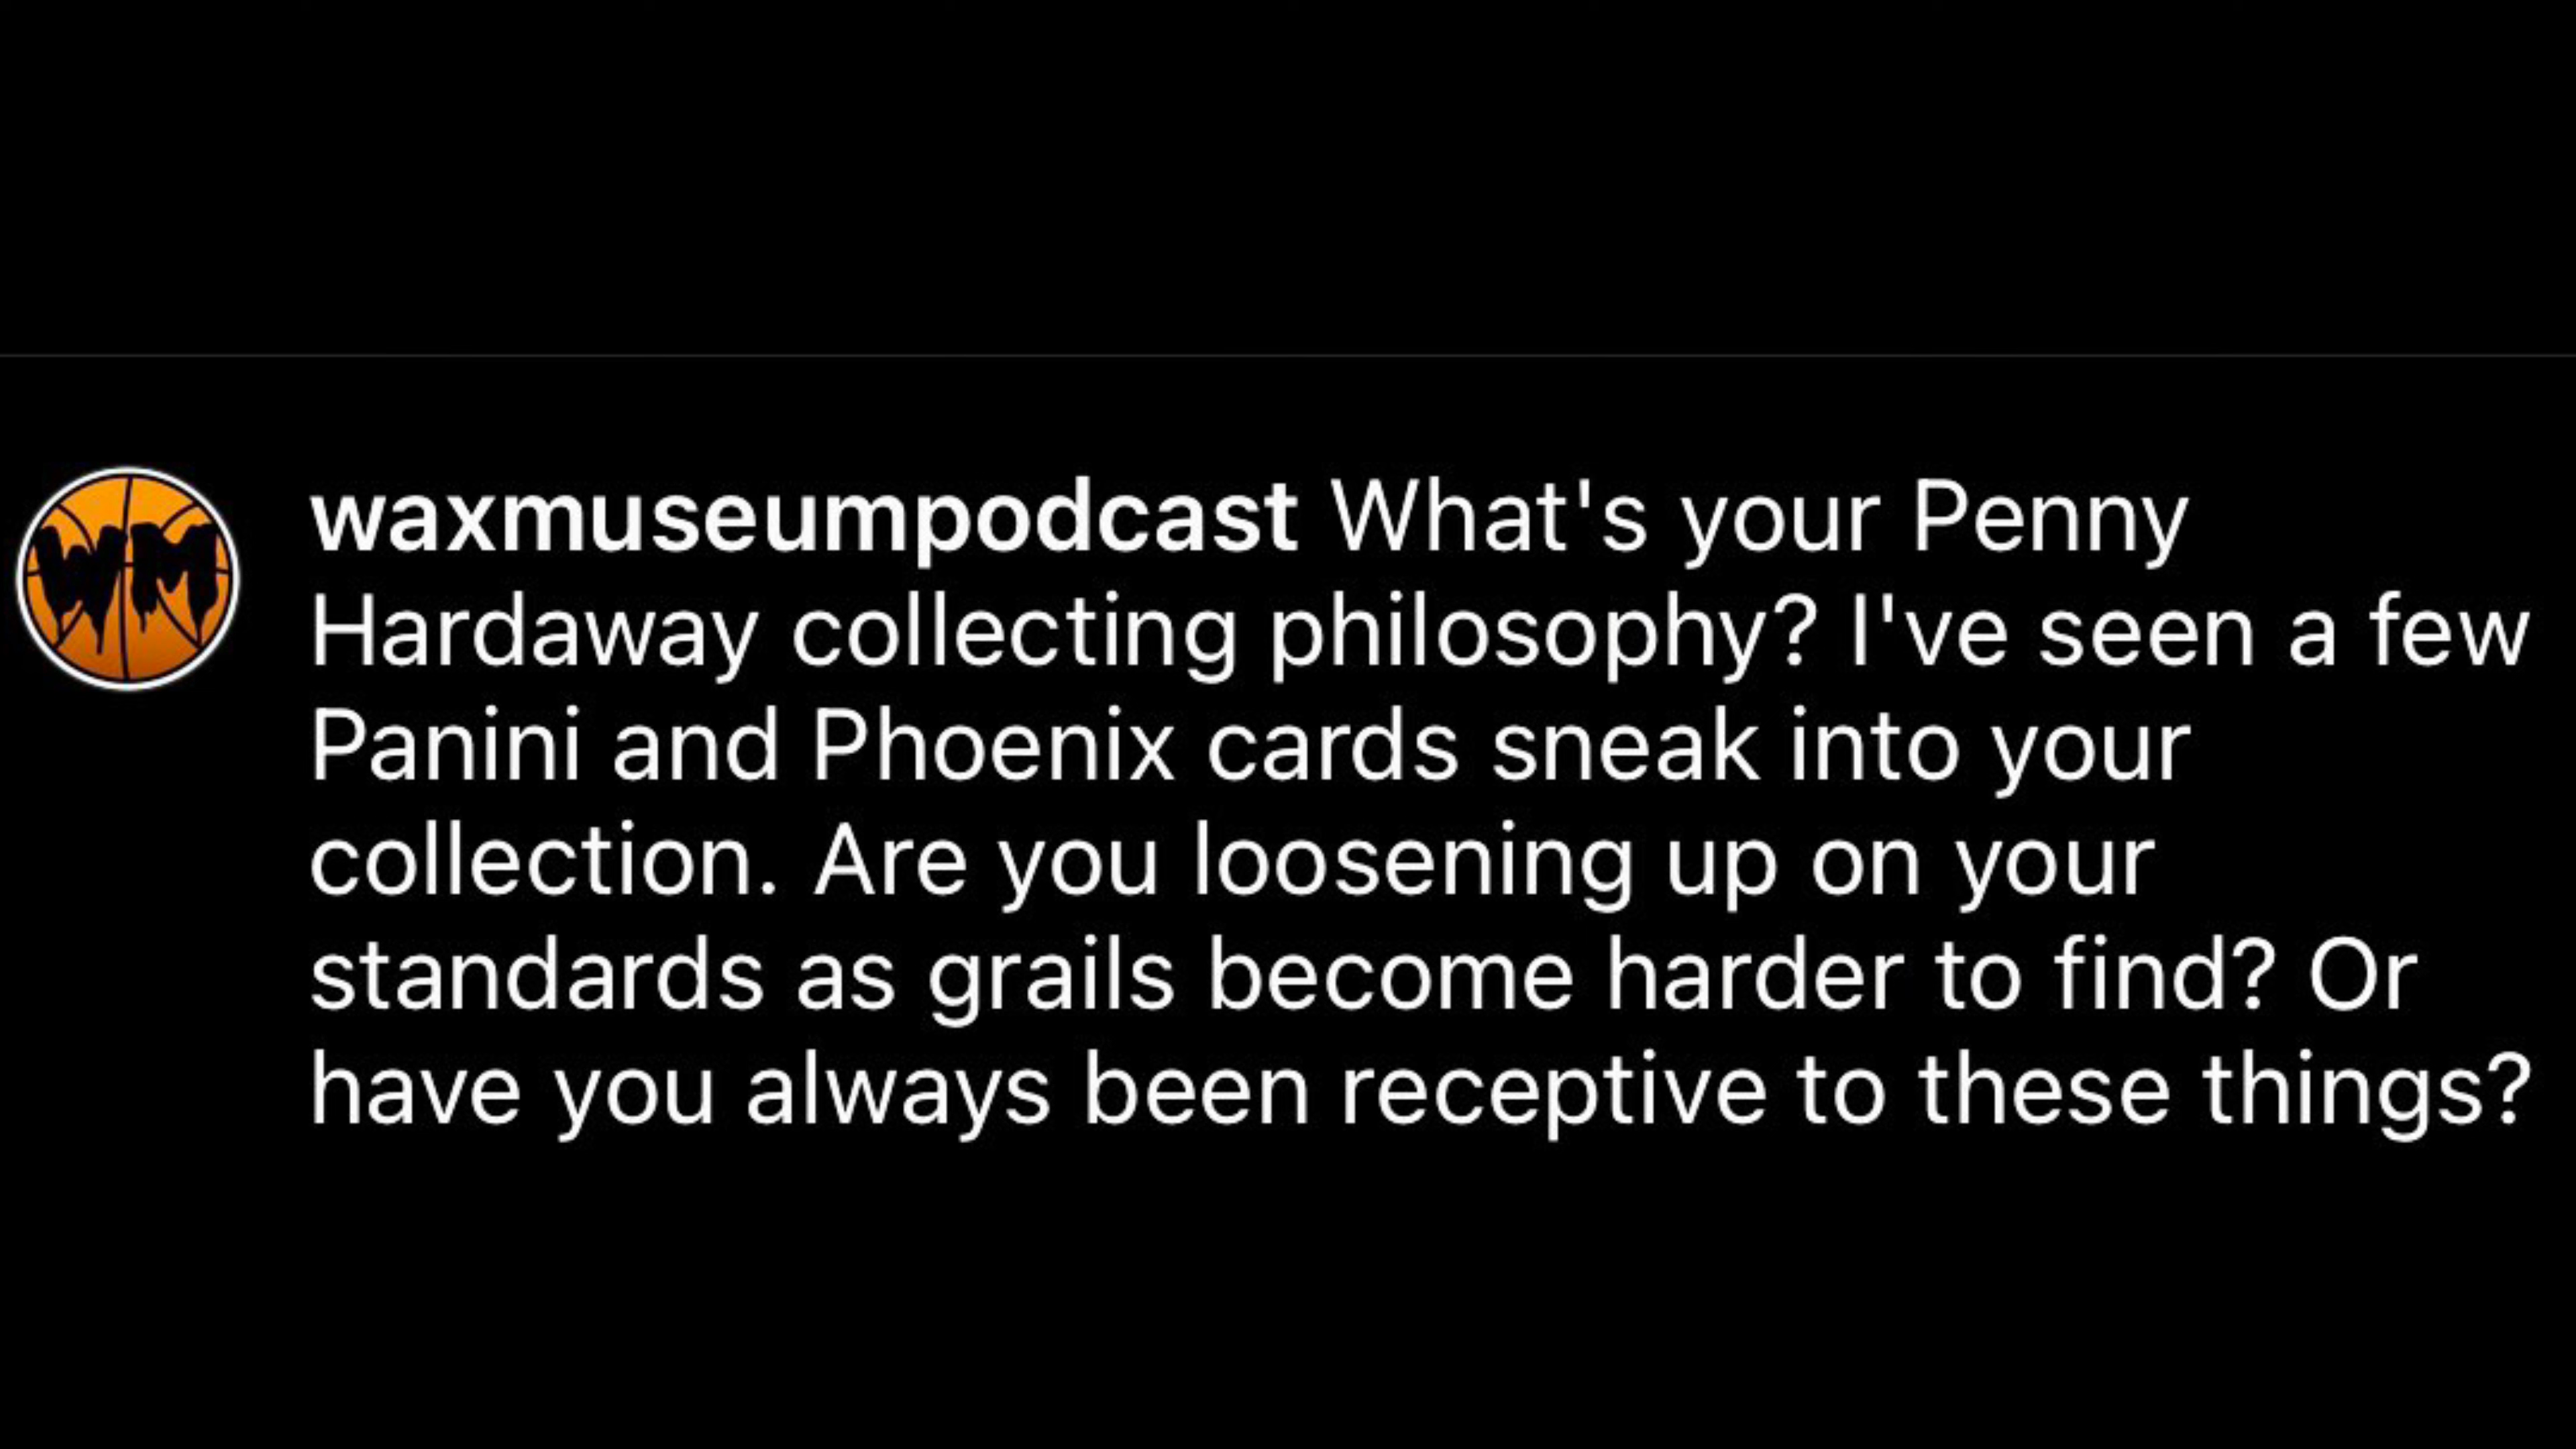 WM
waxmuseumpodcast What's your Penny
Hardaway collecting philosophy? I've seen a few
Panini and Phoenix cards sneak into your
collection. Are you loosening up on your
standards as grails become harder to find? Or
have you always been receptive to these things?